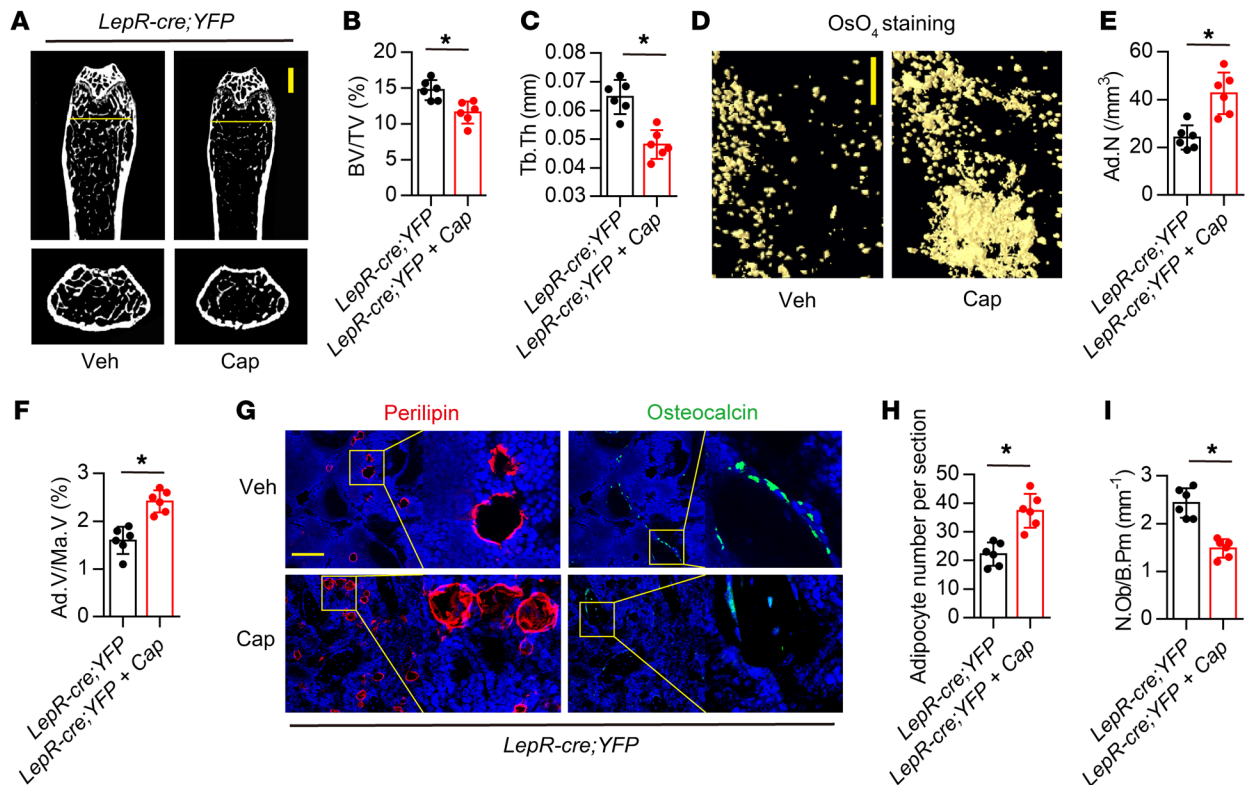 A
LepR-cre;YFP
Veh
Cap
B
*
BV/TV (%)
20
15
10
5
0
LepR-cre;YFP
LepR-cre;YFP + Cap
C
*
Tb.Th (mm)
0.08
0.07
0.06
0.05
0.04
0.03
LepR-cre;YFP
LepR-cre;YFP + Cap
D
OsO4 staining
Veh
Cap
E
*
Ad.N (/mm³)
60
40
20
0
LepR-cre;YFP
LepR-cre;YFP + Cap
F
*
Ad.V/Ma.V (%)
3
2
1
0
LepR-cre;YFP
LepR-cre;YFP + Cap
G
Perilipin
Osteocalcin
Veh
Cap
LepR-cre;YFP
H
*
Adipocyte number per section
50
40
30
20
10
0
LepR-cre;YFP
LepR-cre;YFP + Cap
I
*
N.Ob/B.Pm (mm⁻¹)
3
2
1
0
LepR-cre;YFP
LepR-cre;YFP + Cap